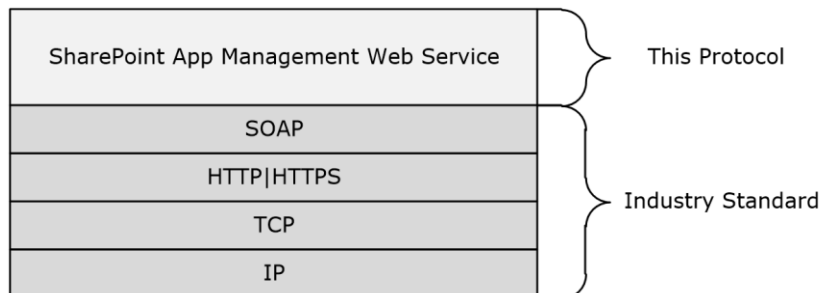 SharePoint App Management Web Service
This Protocol
SOAP
HTTP|HTTPS
Industry Standard
TCP
IP